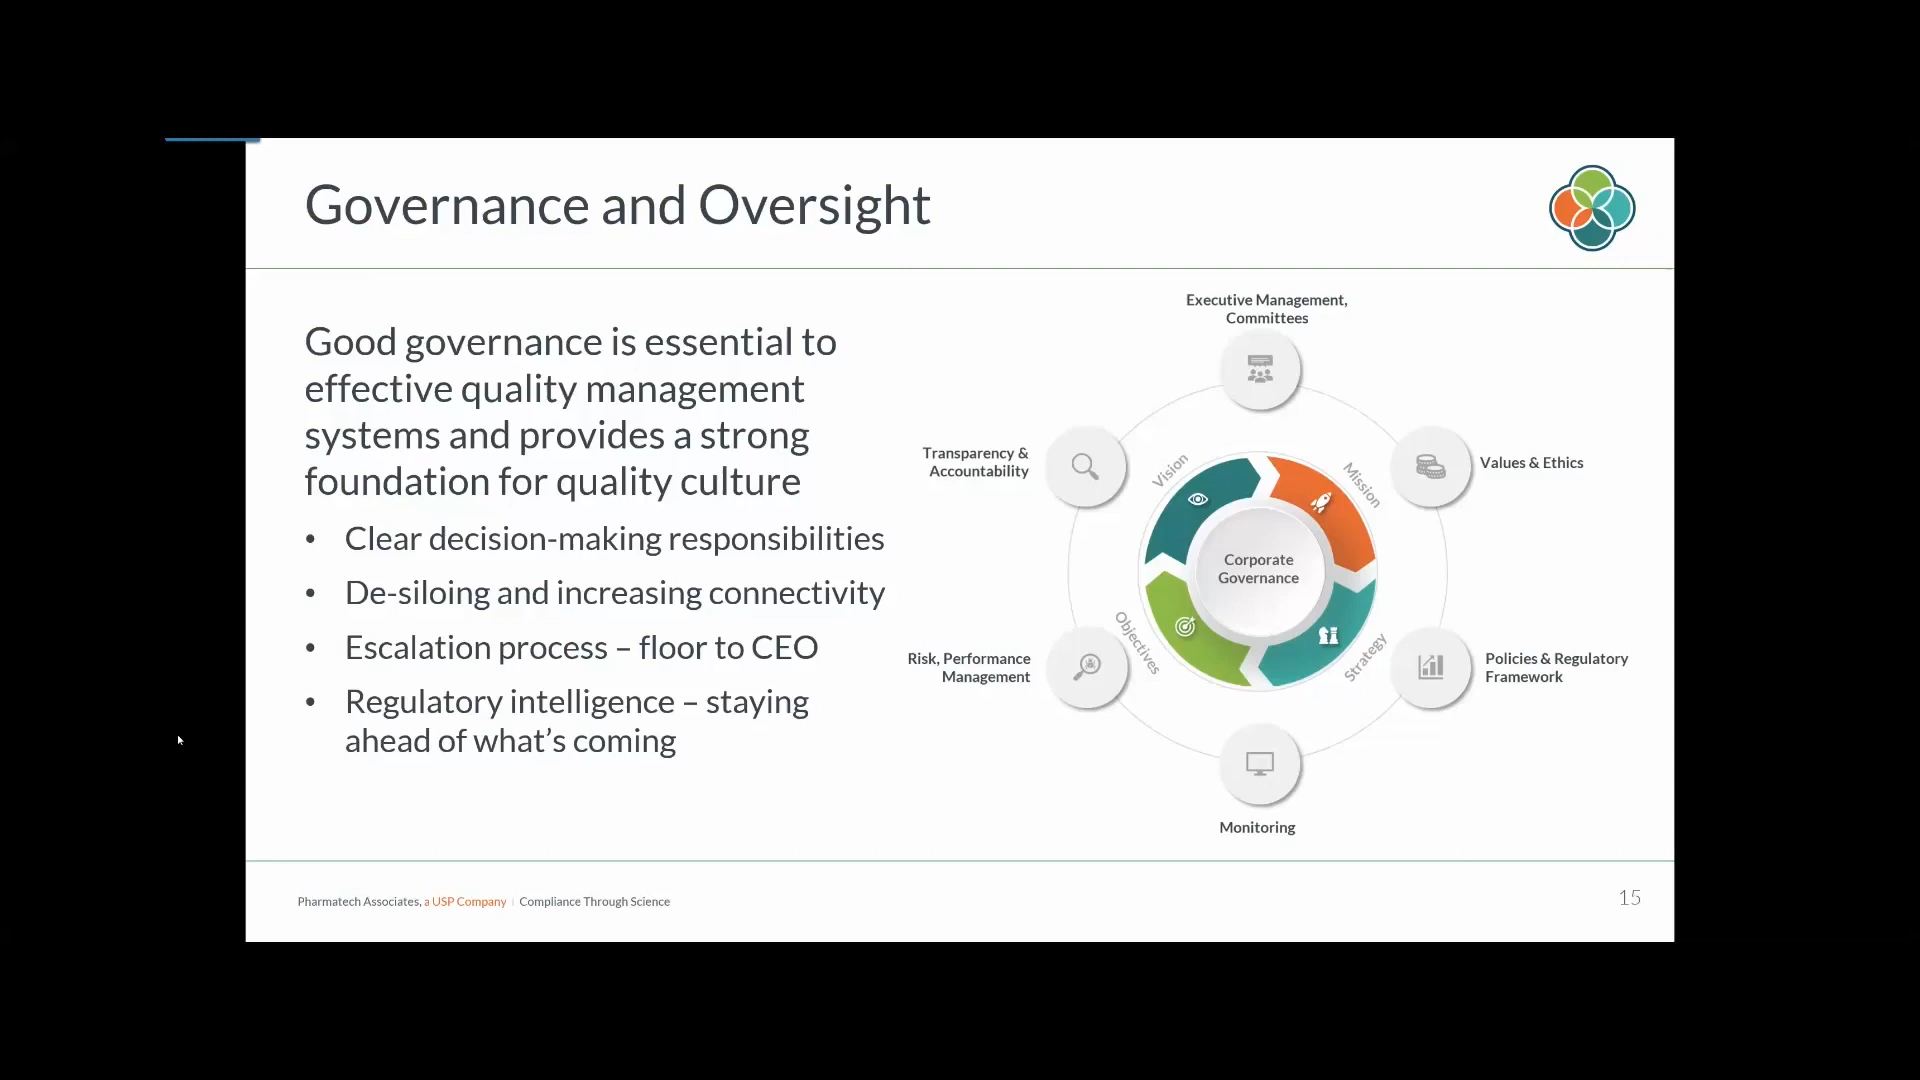 Governance and Oversight
Good governance is essential to
effective quality management
systems and provides a strong
foundation for quality culture
• Clear decision-making responsibilities
• De-siloing and increasing connectivity
• Escalation process – floor to CEO
• Regulatory intelligence – staying
ahead of what’s coming
Executive Management,
Committees
Transparency &
Accountability
Values & Ethics
Vision
Mission
Corporate
Governance
Objectives
Strategy
Risk, Performance
Management
Policies & Regulatory
Framework
Monitoring
Pharmatech Associates, a USP Company | Compliance Through Science
15